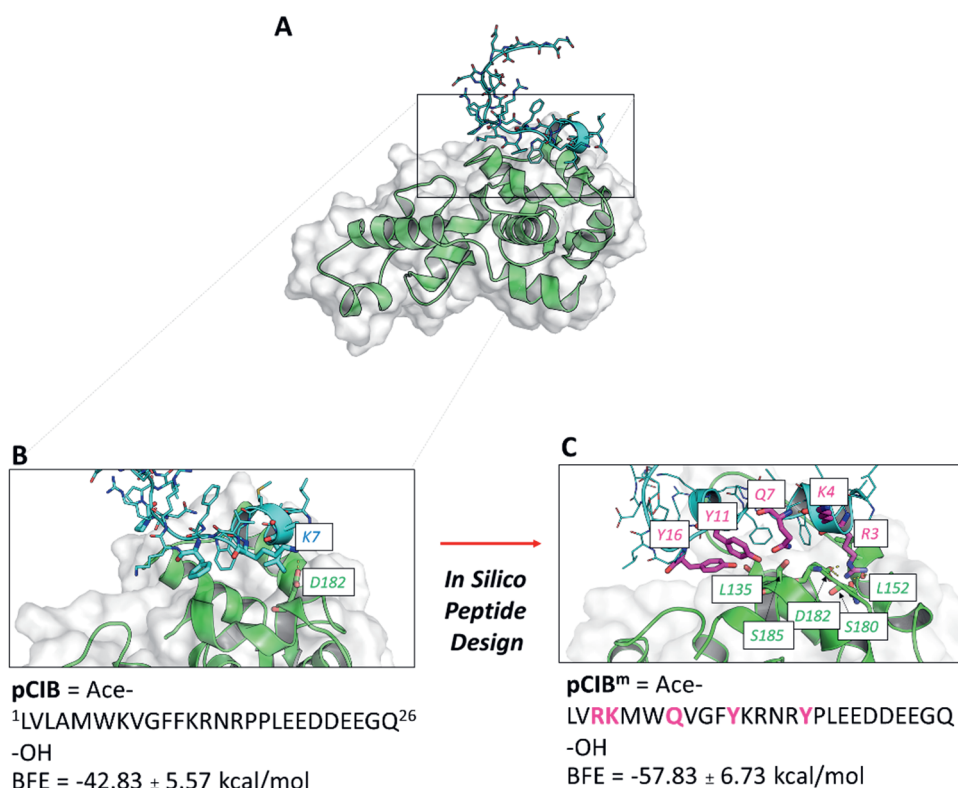 A
B
K7
D182
In Silico
Peptide
Design
C
Q7
K4
Y11
Y16
R3
L135
L152
D182
S185
S180
pCIB = Ace-
¹LVLAMWKVGFFKRNRPPLEEDDEEGQ²⁶
-OH
BFE = -42.83 ± 5.57 kcal/mol
pCIBᵐ = Ace-
LVRKMWQVGFYKRNRYPLEEDDEEGQ
-OH
BFE = -57.83 ± 6.73 kcal/mol